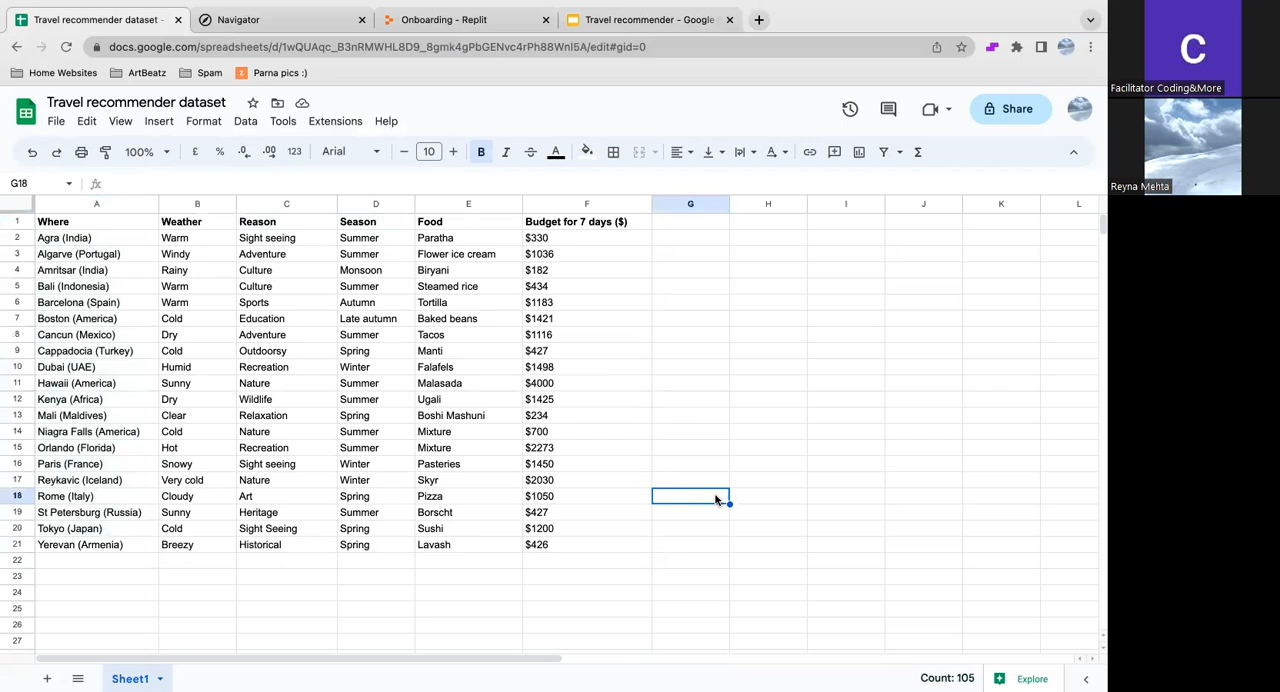 Travel recommender dataset -
Navigator
Onboarding - Replit
Travel recommender - Google
docs.google.com/spreadsheets/d/1wQUAqc_B3nRMWHL8D9_8gmk4gPbGENvc4rPh88WnI5A/edit#gid=0
Home Websites ArtBeatz Spam Parna pics :)
Travel recommender dataset
File Edit View Insert Format Data Tools Extensions Help
Share
100% £ % .0 .00 123 Arial 10 B I A
G18 fx
A B C D E F G H I J K L
1 Where Weather Reason Season Food Budget for 7 days ($)
2 Agra (India) Warm Sight seeing Summer Paratha $330
3 Algarve (Portugal) Windy Adventure Summer Flower ice cream $1036
4 Amritsar (India) Rainy Culture Monsoon Biryani $182
5 Bali (Indonesia) Warm Culture Summer Steamed rice $434
6 Barcelona (Spain) Warm Sports Autumn Tortilla $1183
7 Boston (America) Cold Education Late autumn Baked beans $1421
8 Cancun (Mexico) Dry Adventure Summer Tacos $1116
9 Cappadocia (Turkey) Cold Outdoorsy Spring Manti $427
10 Dubai (UAE) Humid Recreation Winter Falafels $1498
11 Hawaii (America) Sunny Nature Summer Malasada $4000
12 Kenya (Africa) Dry Wildlife Summer Ugali $1425
13 Mali (Maldives) Clear Relaxation Spring Boshi Mashuni $234
14 Niagra Falls (America) Cold Nature Summer Mixture $700
15 Orlando (Florida) Hot Recreation Summer Mixture $2273
16 Paris (France) Snowy Sight seeing Winter Pasteries $1450
17 Reykavic (Iceland) Very cold Nature Winter Skyr $2030
18 Rome (Italy) Cloudy Art Spring Pizza $1050
19 St Petersburg (Russia) Sunny Heritage Summer Borscht $427
20 Tokyo (Japan) Cold Sight Seeing Spring Sushi $1200
21 Yerevan (Armenia) Breezy Historical Spring Lavash $426
22
23
24
25
26
27
Sheet1
Count: 105
Explore
C
Facilitator Coding&More
Reyna Mehta